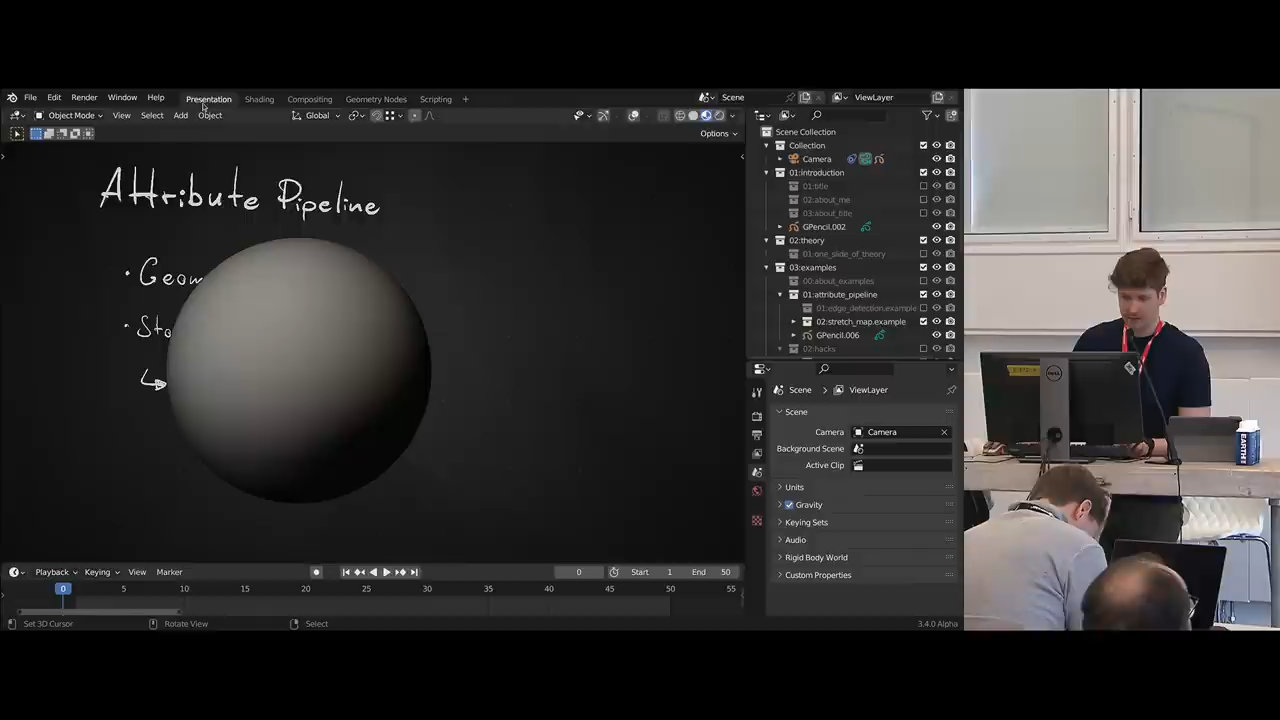 File Edit Render Window Help Presentation Shading Compositing Geometry Nodes Scripting + Scene ViewLayer
Object Mode View Select Add Object Global
Options
Attribute Pipeline
Scene Collection
Collection
Camera
01:introduction
01:title
02:about_me
03:about_title
GPencil.002
02:theory
01:one_slide_of_theory
03:examples
00:about_examples
01:attribute_pipeline
01:edge_detection.example
02:stretch_map.example
GPencil.006
02:hacks
Scene ViewLayer
Scene
Camera Camera
Background Scene
Active Clip
Units
Gravity
Keying Sets
Audio
Rigid Body World
Custom Properties
Playback Keying View Marker 0 Start 1 End 50
0 5 10 15 20 25 30 35 40 45 50 55
Set 3D Cursor Rotate View Select 3.4.0 Alpha
DELL
EARTH